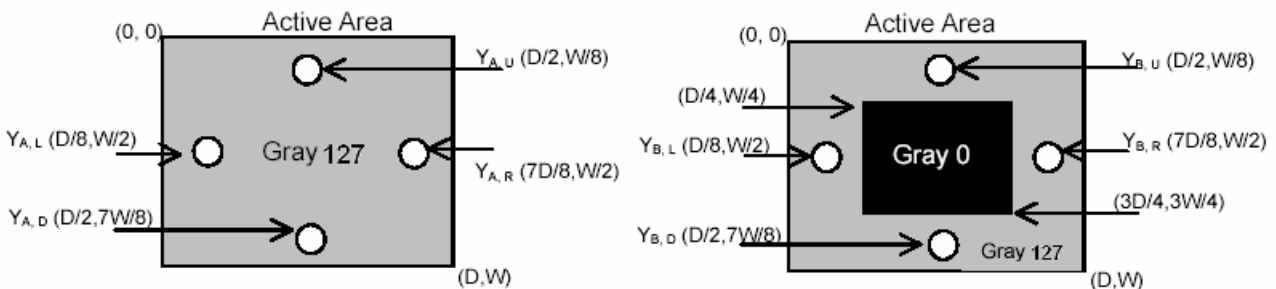 Active Area
(0, 0)
Y_A, U (D/2,W/8)
Y_A, L (D/8,W/2)
Gray 127
Y_A, R (7D/8,W/2)
Y_A, D (D/2,7W/8)
(D,W)
Active Area
(0, 0)
Y_B, U (D/2,W/8)
(D/4,W/4)
Y_B, L (D/8,W/2)
Gray 0
Y_B, R (7D/8,W/2)
(3D/4,3W/4)
Y_B, D (D/2,7W/8)
Gray 127
(D,W)